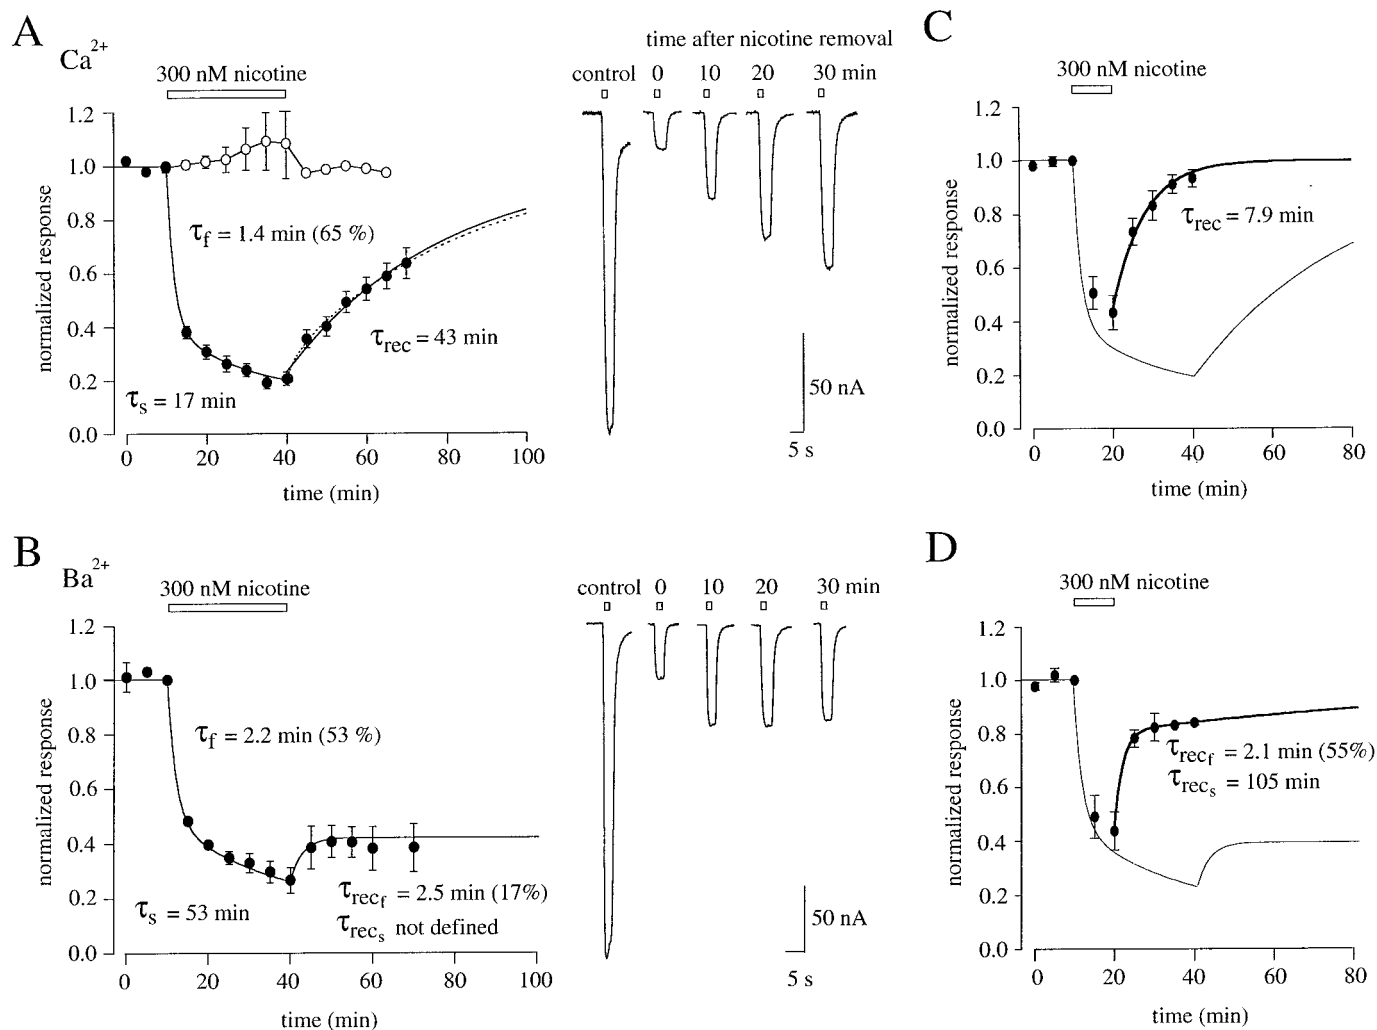 A
Ca2+
300 nM nicotine
1.2
1.0
0.8
0.6
0.4
0.2
0.0
normalized response
τf = 1.4 min (65 %)
τrec = 43 min
τs = 17 min
0 20 40 60 80 100
time (min)
time after nicotine removal
control 0 10 20 30 min
50 nA
5 s
C
300 nM nicotine
1.2
1.0
0.8
0.6
0.4
0.2
0.0
normalized response
τrec = 7.9 min
0 20 40 60 80
time (min)
B
Ba2+
300 nM nicotine
1.2
1.0
0.8
0.6
0.4
0.2
0.0
normalized response
τf = 2.2 min (53 %)
τrecf = 2.5 min (17%)
τs = 53 min
τrecs not defined
0 20 40 60 80 100
time (min)
control 0 10 20 30 min
50 nA
5 s
D
300 nM nicotine
1.2
1.0
0.8
0.6
0.4
0.2
0.0
normalized response
τrecf = 2.1 min (55%)
τrecs = 105 min
0 20 40 60 80
time (min)